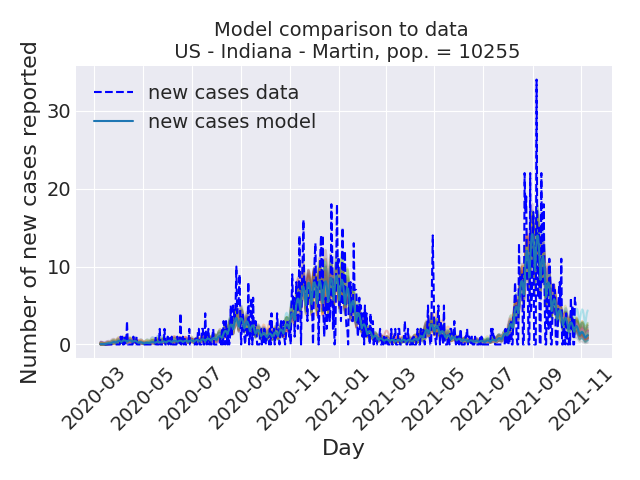 Model comparison to data
US - Indiana - Martin, pop. = 10255
Number of new cases reported
30
20
10
0
new cases data
new cases model
2020-03
2020-05
2020-07
2020-09
2020-11
2021-01
2021-03
2021-05
2021-07
2021-09
2021-11
Day